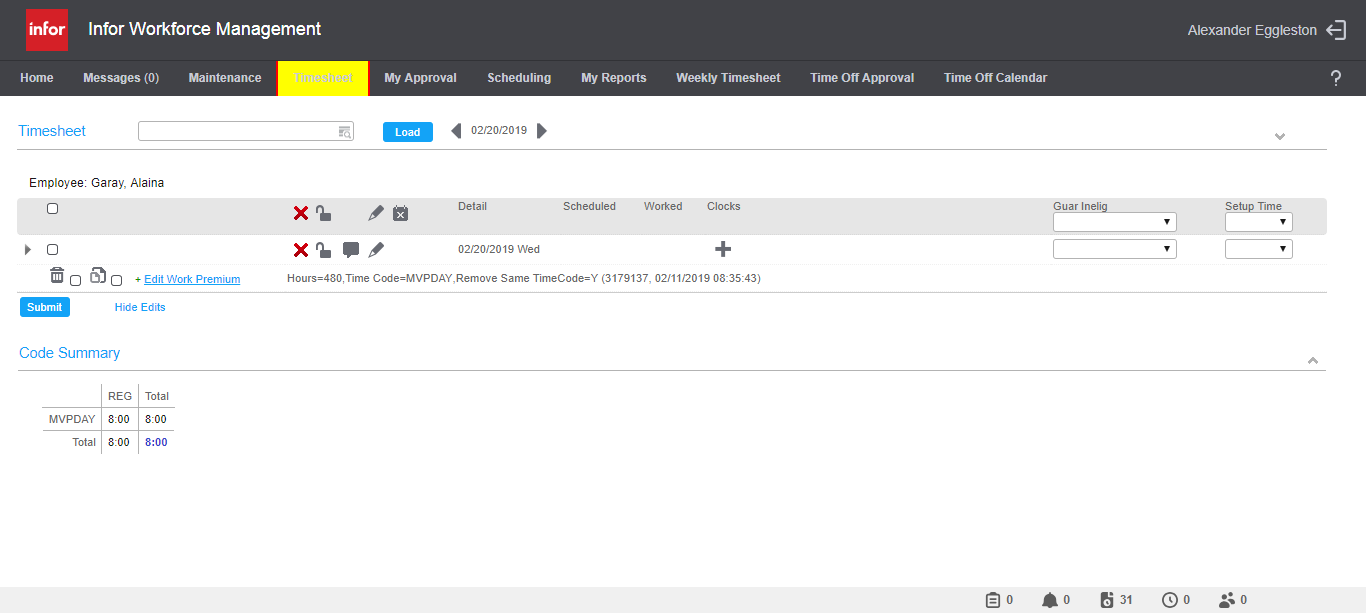 infor Infor Workforce Management Alexander Eggleston
Home Messages (0) Maintenance Timesheet My Approval Scheduling My Reports Weekly Timesheet Time Off Approval Time Off Calendar ?
Timesheet Load 02/20/2019
Employee: Garay, Alaina
Detail Scheduled Worked Clocks Guar Inelig Setup Time
02/20/2019 Wed
+ Edit Work Premium Hours=480,Time Code=MVPDAY,Remove Same TimeCode=Y (3179137, 02/11/2019 08:35:43)
Submit Hide Edits
Code Summary
REG Total
MVPDAY 8:00 8:00
Total 8:00 8:00
0 0 31 0 0